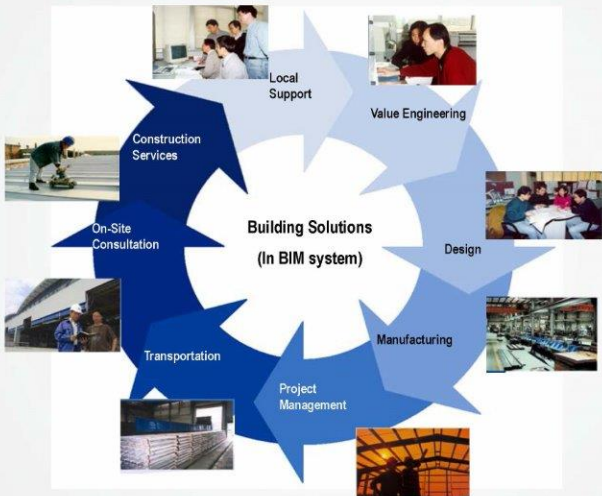 Local
Support
Value Engineering
Design
Manufacturing
Project
Management
Transportation
On-Site
Consultation
Construction
Services
Building Solutions
(In BIM system)